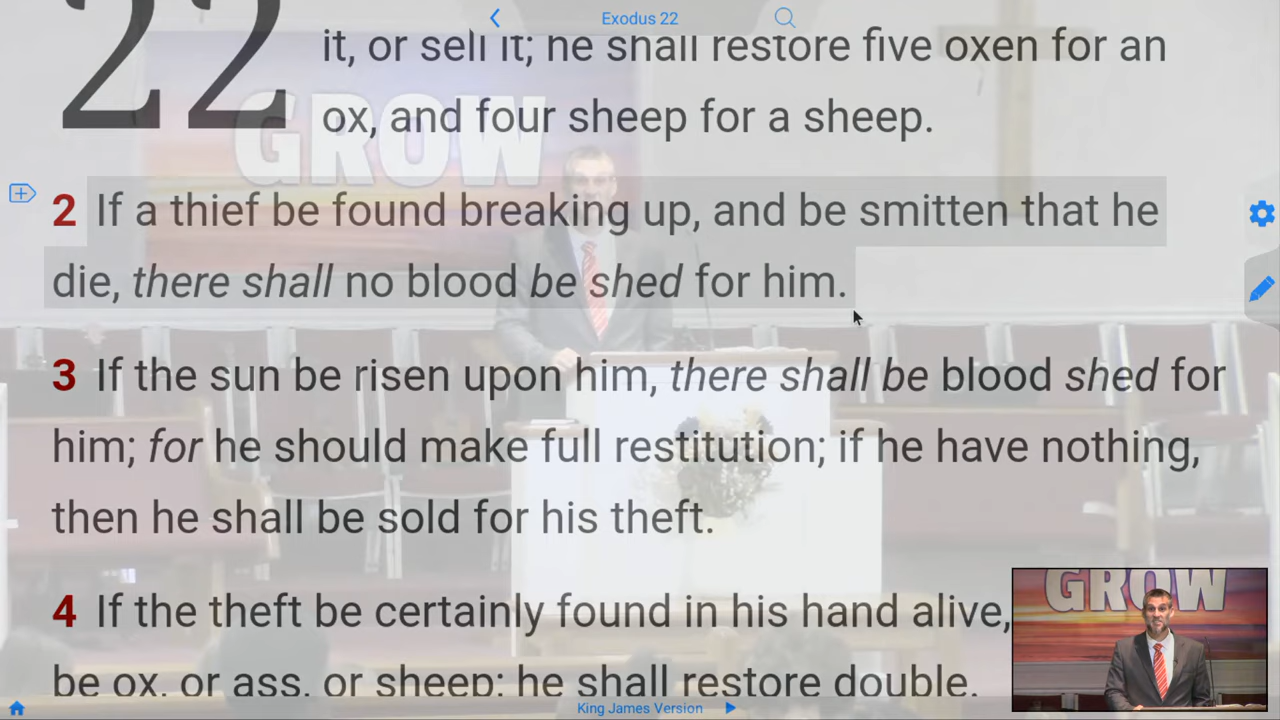 Exodus 22
22
it, or sell it; he shall restore five oxen for an
ox, and four sheep for a sheep.
2 If a thief be found breaking up, and be smitten that he
die, there shall no blood be shed for him.
3 If the sun be risen upon him, there shall be blood shed for
him; for he should make full restitution; if he have nothing,
then he shall be sold for his theft.
4 If the theft be certainly found in his hand alive,
be ox, or ass, or sheep; he shall restore double.
King James Version
GROW
GROW